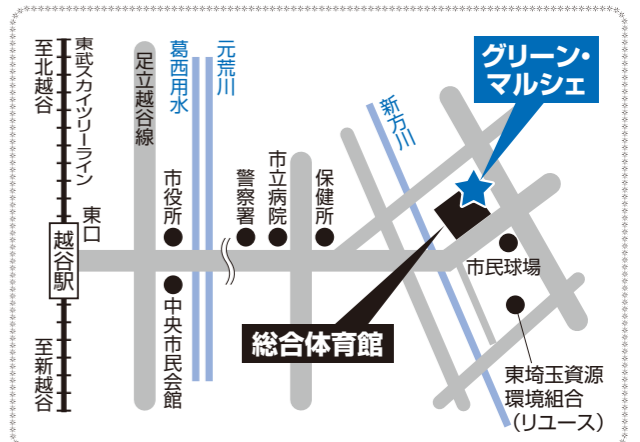 至北越谷
東武スカイツリーライン
越谷駅
東口
至新越谷
足立越谷線
葛西用水
元荒川
市役所
中央市民会館
警察署
市立病院
保健所
新方川
グリーン・
マルシェ
総合体育館
市民球場
東埼玉資源
環境組合
（リユース）